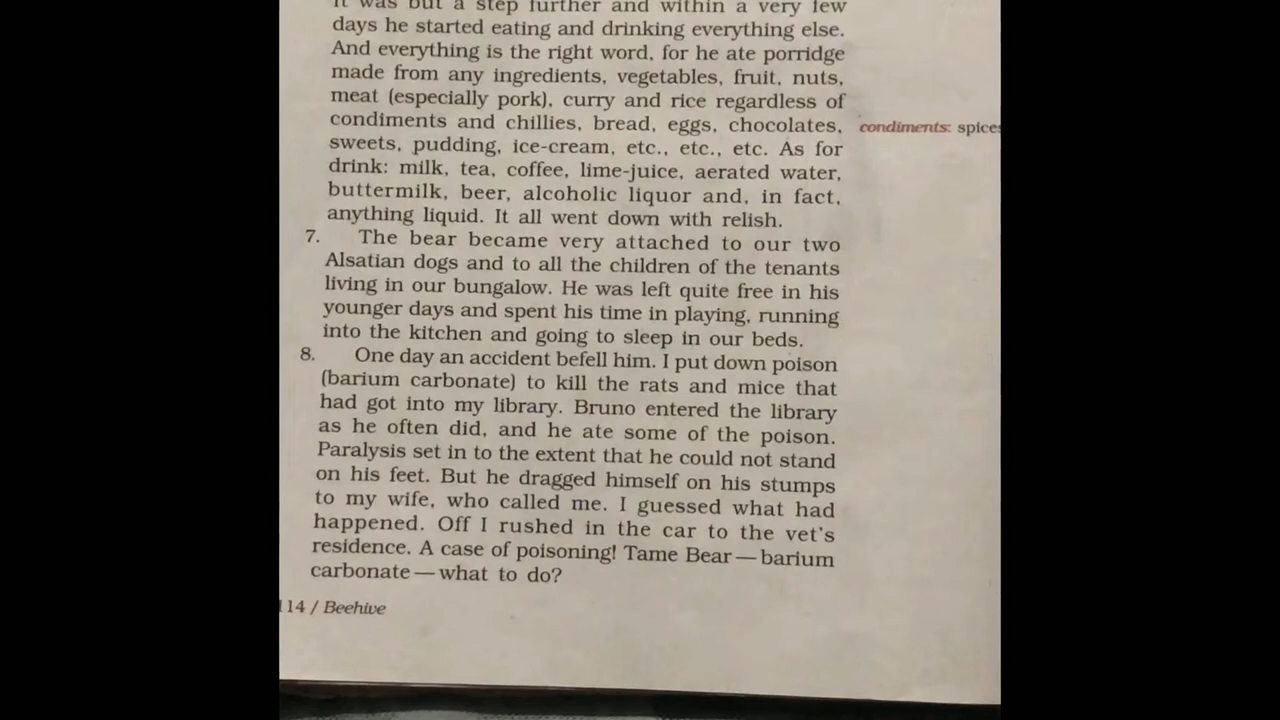 It was but a step further and within a very few
days he started eating and drinking everything else.
And everything is the right word, for he ate porridge
made from any ingredients, vegetables, fruit, nuts,
meat (especially pork), curry and rice regardless of
condiments and chillies, bread, eggs, chocolates,
condiments: spices
sweets, pudding, ice-cream, etc., etc., etc. As for
drink: milk, tea, coffee, lime-juice, aerated water,
buttermilk, beer, alcoholic liquor and, in fact,
anything liquid. It all went down with relish.
7. The bear became very attached to our two
Alsatian dogs and to all the children of the tenants
living in our bungalow. He was left quite free in his
younger days and spent his time in playing, running
into the kitchen and going to sleep in our beds.
8. One day an accident befell him. I put down poison
(barium carbonate) to kill the rats and mice that
had got into my library. Bruno entered the library
as he often did, and he ate some of the poison.
Paralysis set in to the extent that he could not stand
on his feet. But he dragged himself on his stumps
to my wife, who called me. I guessed what had
happened. Off I rushed in the car to the vet's
residence. A case of poisoning! Tame Bear — barium
carbonate — what to do?
114 / Beehive